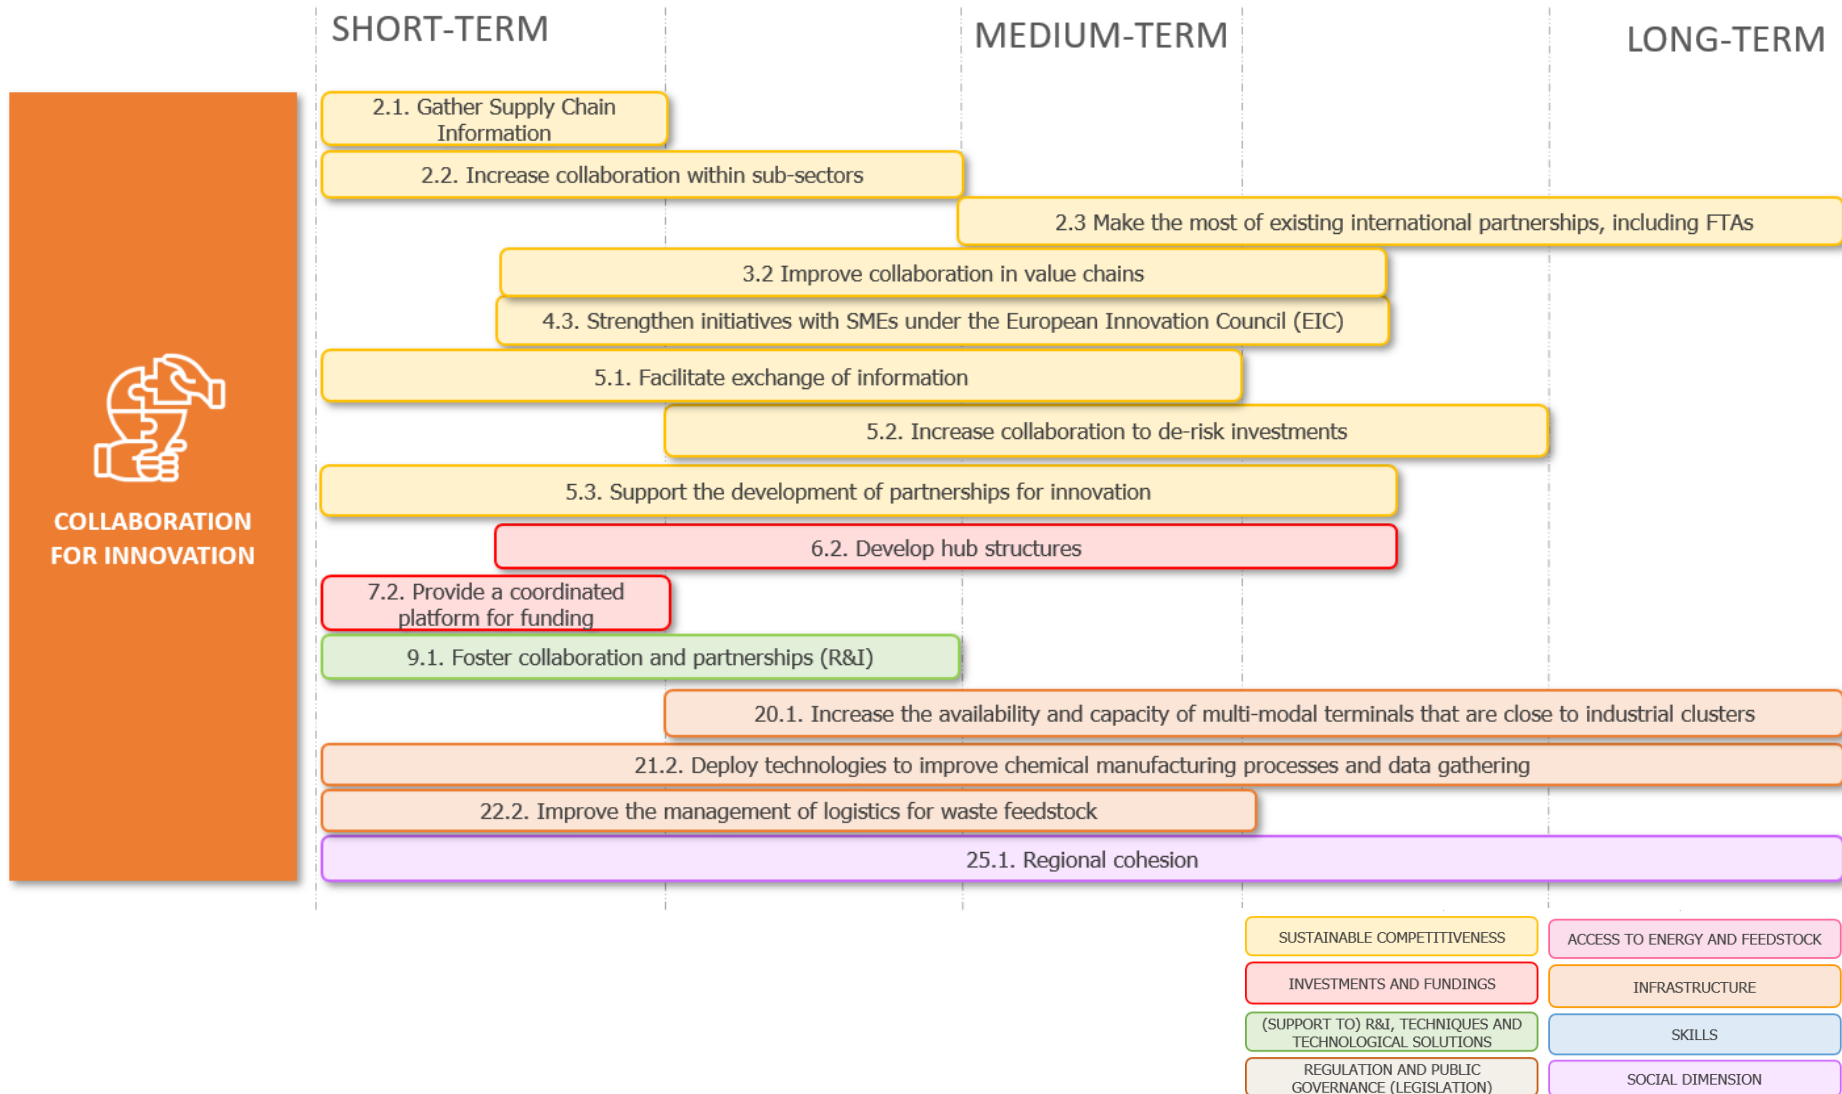 SHORT-TERM
MEDIUM-TERM
LONG-TERM
COLLABORATION
FOR INNOVATION
2.1. Gather Supply Chain
Information
2.2. Increase collaboration within sub-sectors
2.3 Make the most of existing international partnerships, including FTAs
3.2 Improve collaboration in value chains
4.3. Strengthen initiatives with SMEs under the European Innovation Council (EIC)
5.1. Facilitate exchange of information
5.2. Increase collaboration to de-risk investments
5.3. Support the development of partnerships for innovation
6.2. Develop hub structures
7.2. Provide a coordinated
platform for funding
9.1. Foster collaboration and partnerships (R&I)
20.1. Increase the availability and capacity of multi-modal terminals that are close to industrial clusters
21.2. Deploy technologies to improve chemical manufacturing processes and data gathering
22.2. Improve the management of logistics for waste feedstock
25.1. Regional cohesion
SUSTAINABLE COMPETITIVENESS
ACCESS TO ENERGY AND FEEDSTOCK
INVESTMENTS AND FUNDINGS
INFRASTRUCTURE
(SUPPORT TO) R&I, TECHNIQUES AND
TECHNOLOGICAL SOLUTIONS
SKILLS
REGULATION AND PUBLIC
GOVERNANCE (LEGISLATION)
SOCIAL DIMENSION